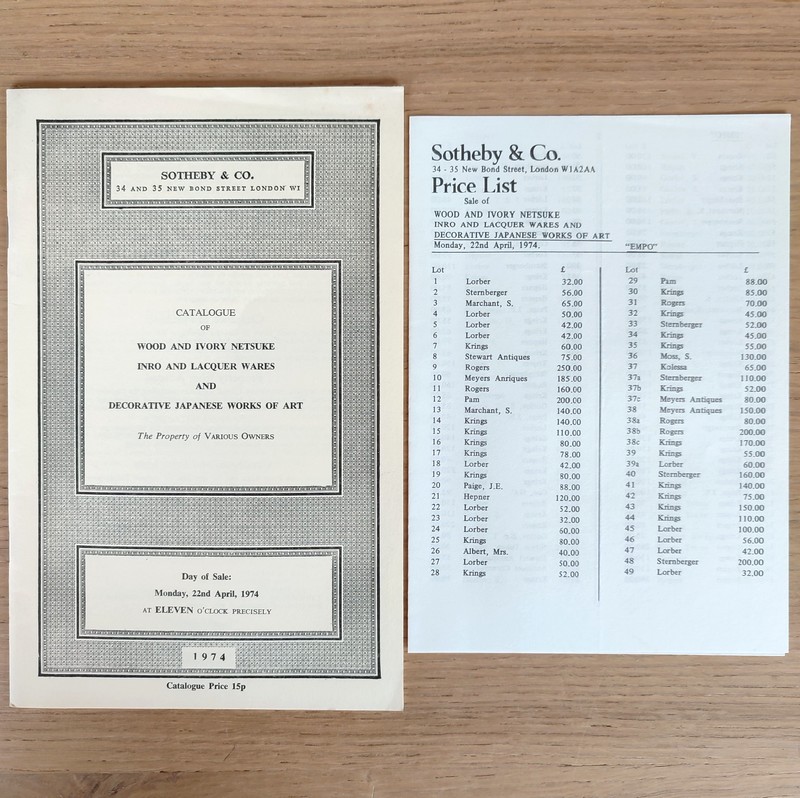 SOTHEBY & CO.
34 AND 35 NEW BOND STREET LONDON W1
CATALOGUE
OF
WOOD AND IVORY NETSUKE
INRO AND LACQUER WARES
AND
DECORATIVE JAPANESE WORKS OF ART
The Property of VARIOUS OWNERS
Day of Sale:
Monday, 22nd April, 1974
AT ELEVEN O'CLOCK PRECISELY
1974
Catalogue Price 15p
Sotheby & Co.
34 - 35 New Bond Street, London W1A2AA
Price List
Sale of
WOOD AND IVORY NETSUKE
INRO AND LACQUER WARES AND
DECORATIVE JAPANESE WORKS OF ART
Monday, 22nd April, 1974. "EMPO"
Lot £
1 Lorber 32.00
2 Sternberger 56.00
3 Marchant, S. 65.00
4 Lorber 50.00
5 Lorber 42.00
6 Lorber 42.00
7 Krings 60.00
8 Stewart Antiques 75.00
9 Rogers 250.00
10 Meyers Anriques 185.00
11 Rogers 160.00
12 Pam 200.00
13 Marchant, S. 140.00
14 Krings 140.00
15 Krings 110.00
16 Krings 80.00
17 Krings 78.00
18 Lorber 42.00
19 Krings 80.00
20 Paige, J.E. 88.00
21 Hepner 120.00
22 Lorber 52.00
23 Lorber 32.00
24 Lorber 60.00
25 Krings 80.00
26 Albert, Mrs. 40.00
27 Lorber 50.00
28 Krings 52.00
Lot £
29 Pam 88.00
30 Krings 85.00
31 Rogers 70.00
32 Krings 45.00
33 Sternberger 52.00
34 Krings 45.00
35 Krings 55.00
36 Moss, S. 130.00
37 Kolessa 65.00
37a Sternberger 110.00
37b Krings 52.00
37c Meyers Antiques 80.00
38 Meyers Antiques 150.00
38a Rogers 80.00
38b Rogers 200.00
38c Krings 170.00
39 Krings 55.00
39a Lorber 60.00
40 Sternberger 160.00
41 Krings 140.00
42 Krings 75.00
43 Krings 150.00
44 Krings 110.00
45 Lorber 100.00
46 Lorber 56.00
47 Lorber 42.00
48 Sternberger 200.00
49 Lorber 32.00